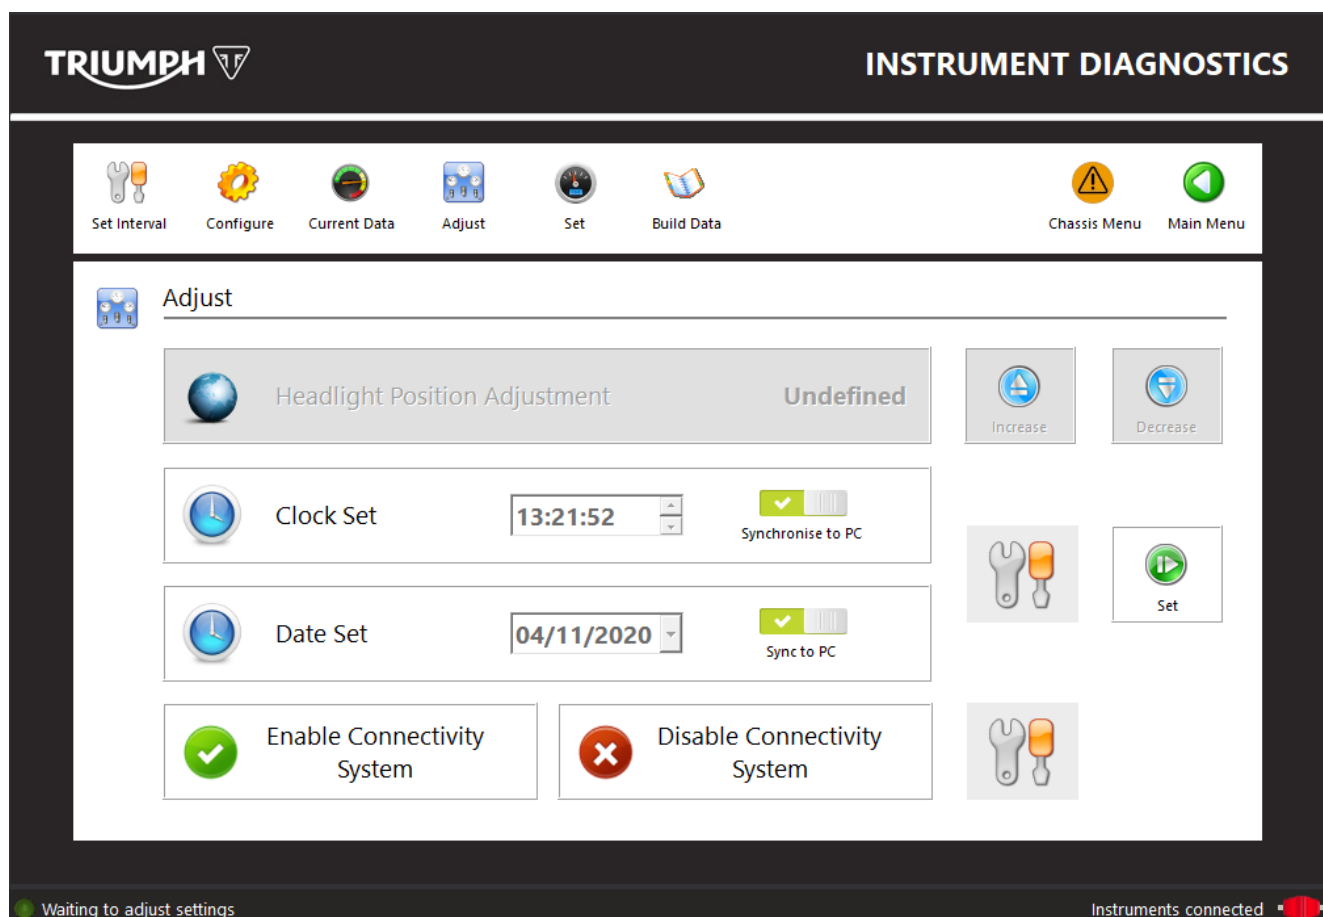 TRIUMPH
INSTRUMENT DIAGNOSTICS
Set Interval
Configure
Current Data
Adjust
Set
Build Data
Chassis Menu
Main Menu
Adjust
Headlight Position Adjustment
Undefined
Increase
Decrease
Clock Set
13:21:52
Synchronise to PC
Set
Date Set
04/11/2020
Sync to PC
Enable Connectivity
System
Disable Connectivity
System
Waiting to adjust settings
Instruments connected